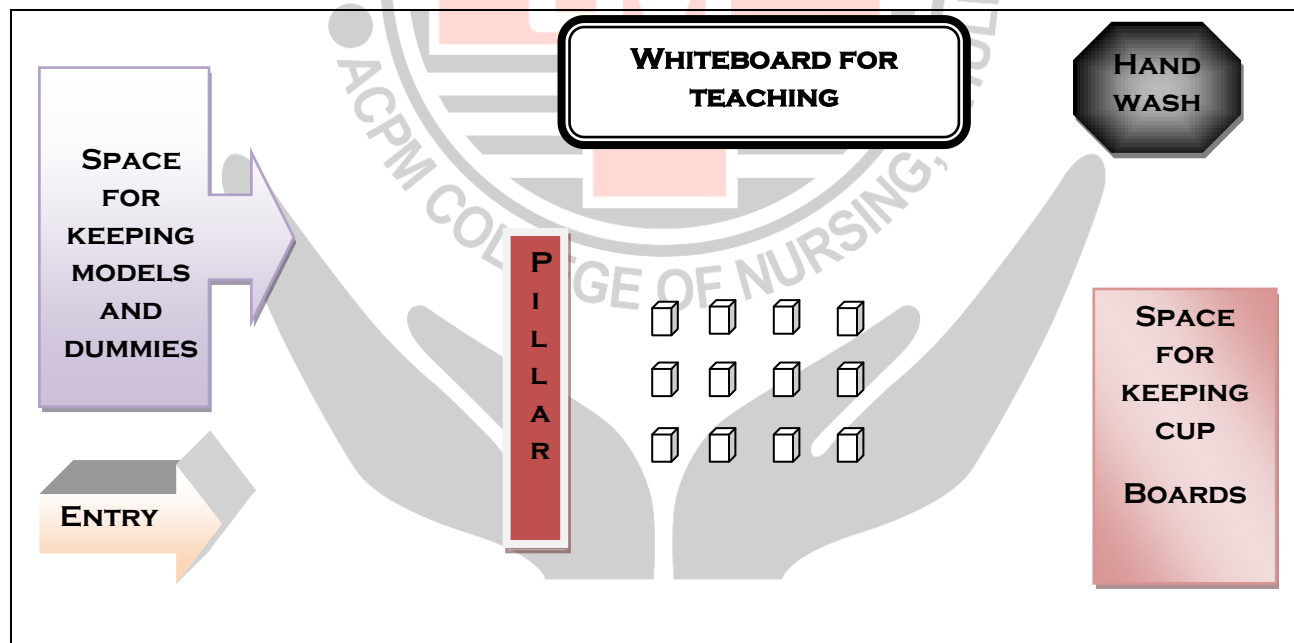 WHITEBOARD FOR
TEACHING
HAND
WASH
SPACE
FOR
KEEPING
MODELS
AND
DUMMIES
ACPM COLLEGE OF NURSING,
P
I
L
L
A
R
SPACE
FOR
KEEPING
CUP
BOARDS
ENTRY